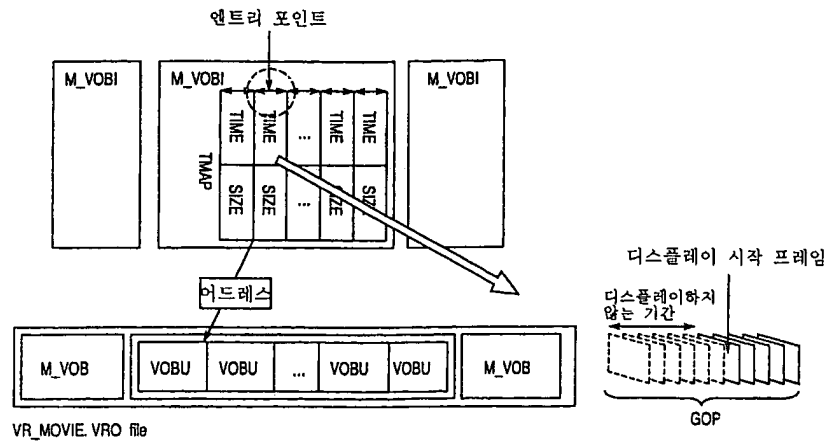 엔트리 포인트
M_VOBI
M_VOBI
M_VOBI
TIME TIME ... TIME TIME
TMAP
SIZE SIZE ... SIZE SIZE
어드레스
디스플레이 시작 프레임
디스플레이하지
않는 기간
M_VOB
VOBU VOBU ... VOBU VOBU
M_VOB
GOP
VR_MOVIE. VRO file